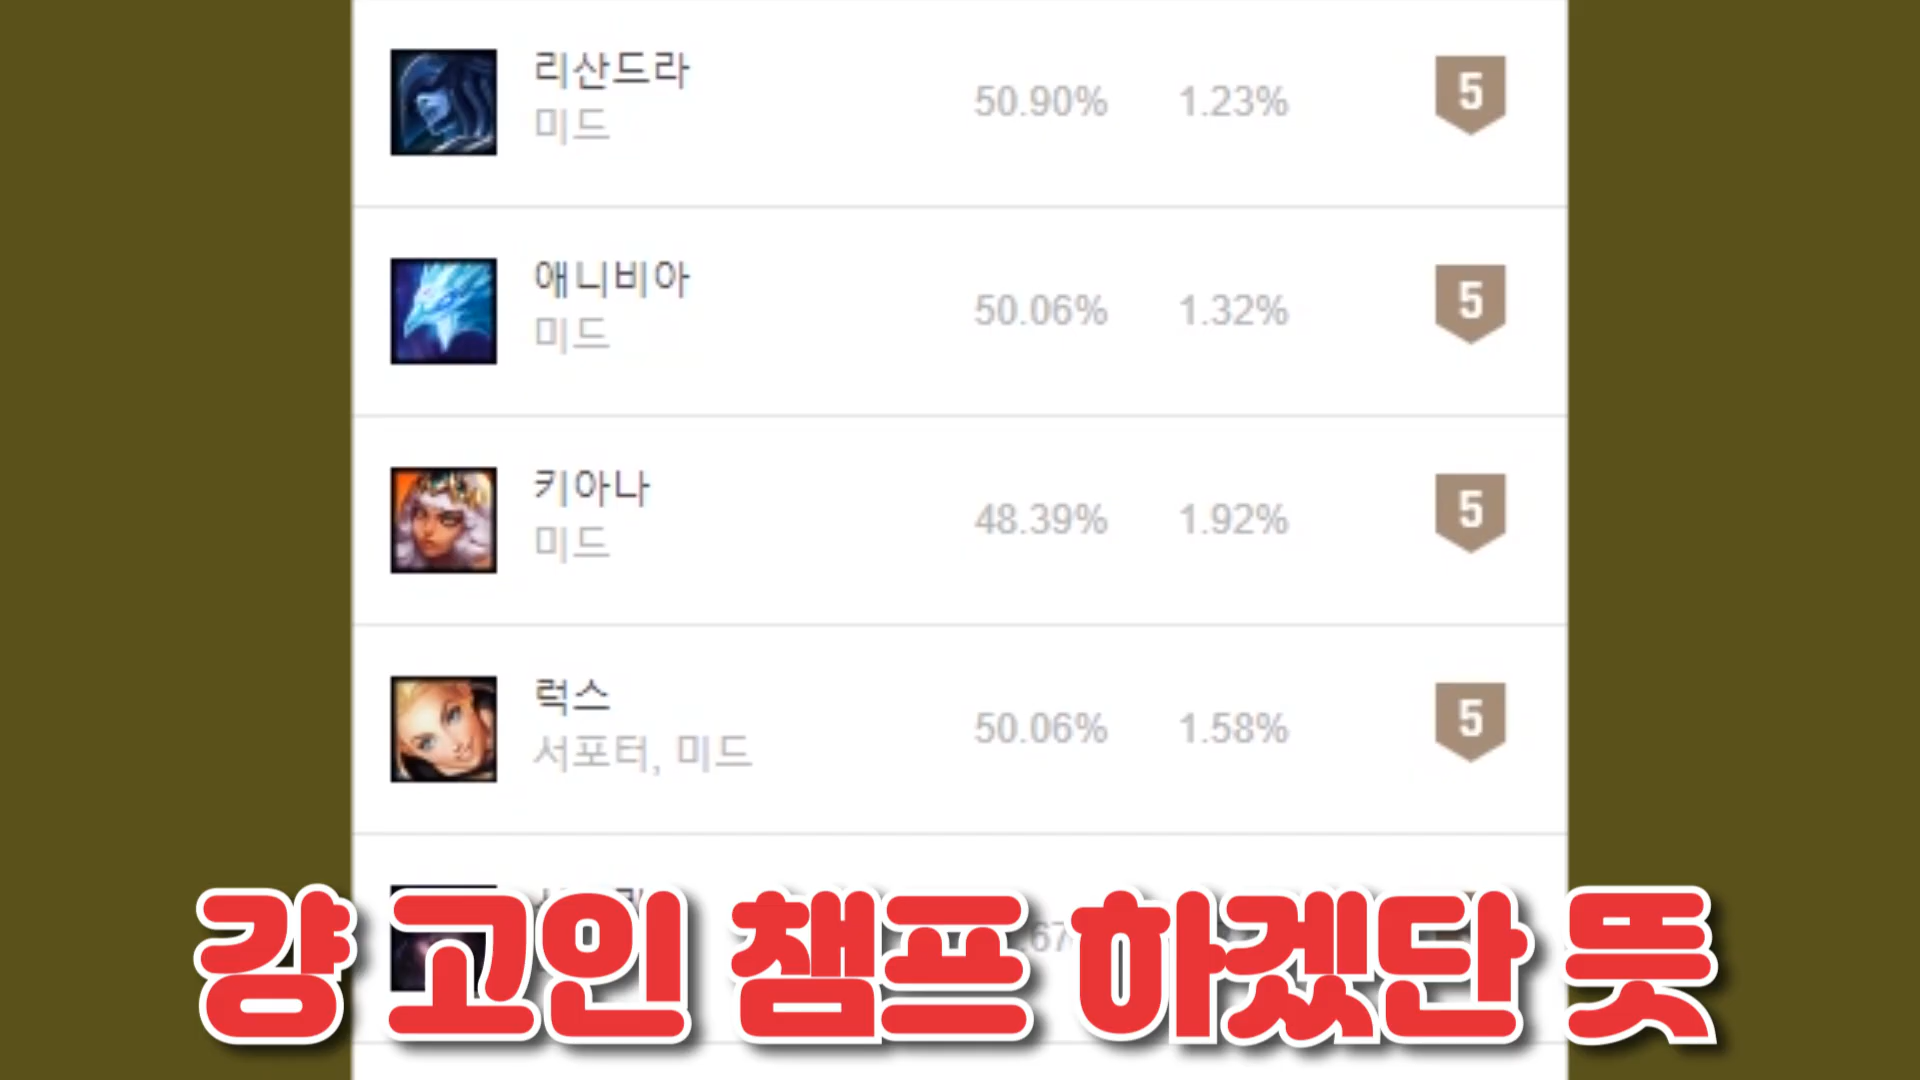 리산드라
미드
50.90% 1.23% 5
애니비아
미드
50.06% 1.32% 5
키아나
미드
48.39% 1.92% 5
럭스
서포터, 미드
50.06% 1.58% 5
걍 고인 챔프 하겠단 뜻